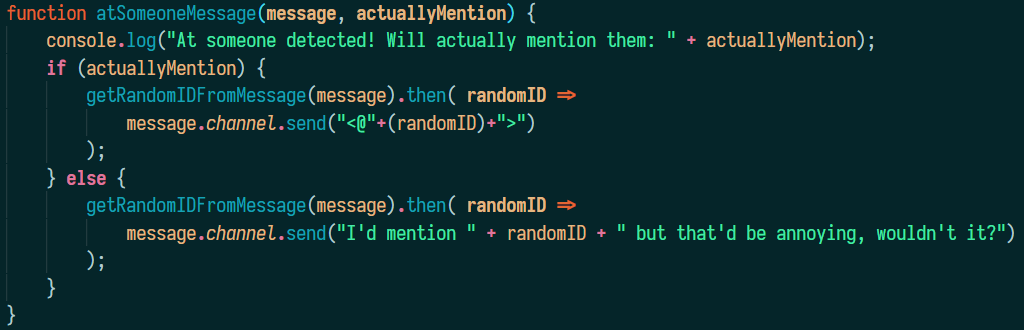 function atSomeoneMessage(message, actuallyMention) {
    console.log("At someone detected! Will actually mention them: " + actuallyMention);
    if (actuallyMention) {
        getRandomIDFromMessage(message).then( randomID =>
            message.channel.send("<@"+(randomID)+">")
        );
    } else {
        getRandomIDFromMessage(message).then( randomID =>
            message.channel.send("I'd mention " + randomID + " but that'd be annoying, wouldn't it?")
        );
    }
}